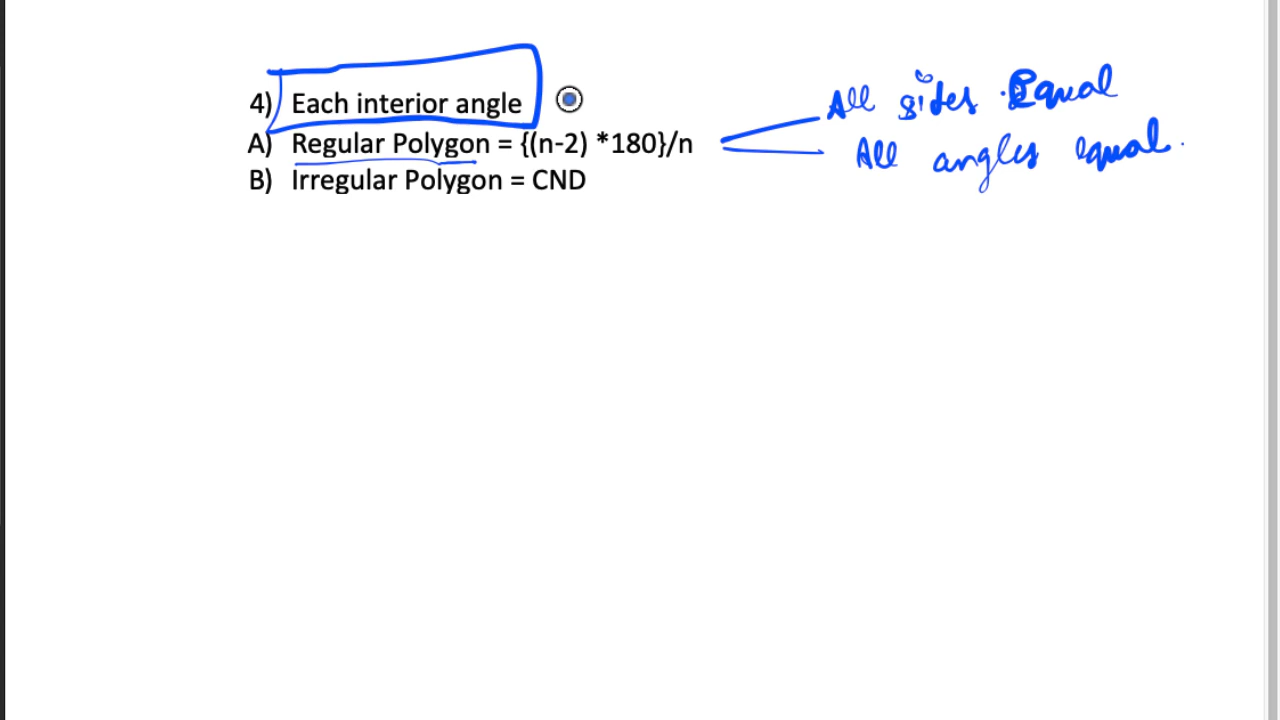 4) Each interior angle
A) Regular Polygon = {(n-2) *180}/n
B) Irregular Polygon = CND
All sides Equal
All angles equal.